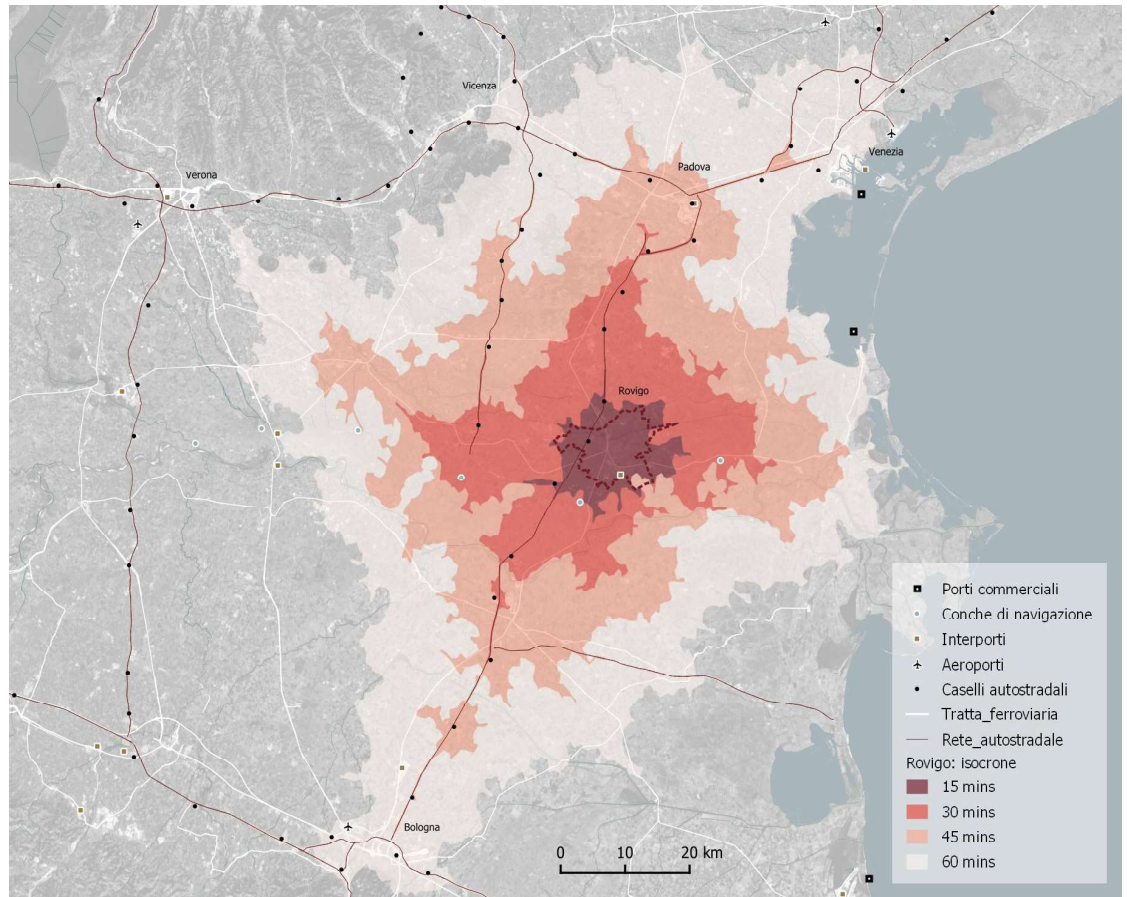 Vicenza
Verona
Padova
Venezia
Rovigo
Bologna
0 10 20 km
Porti commerciali
Conche di navigazione
Interporti
Aeroporti
Caselli autostradali
Tratta_ferroviaria
Rete_autostradale
Rovigo: isocrone
15 mins
30 mins
45 mins
60 mins